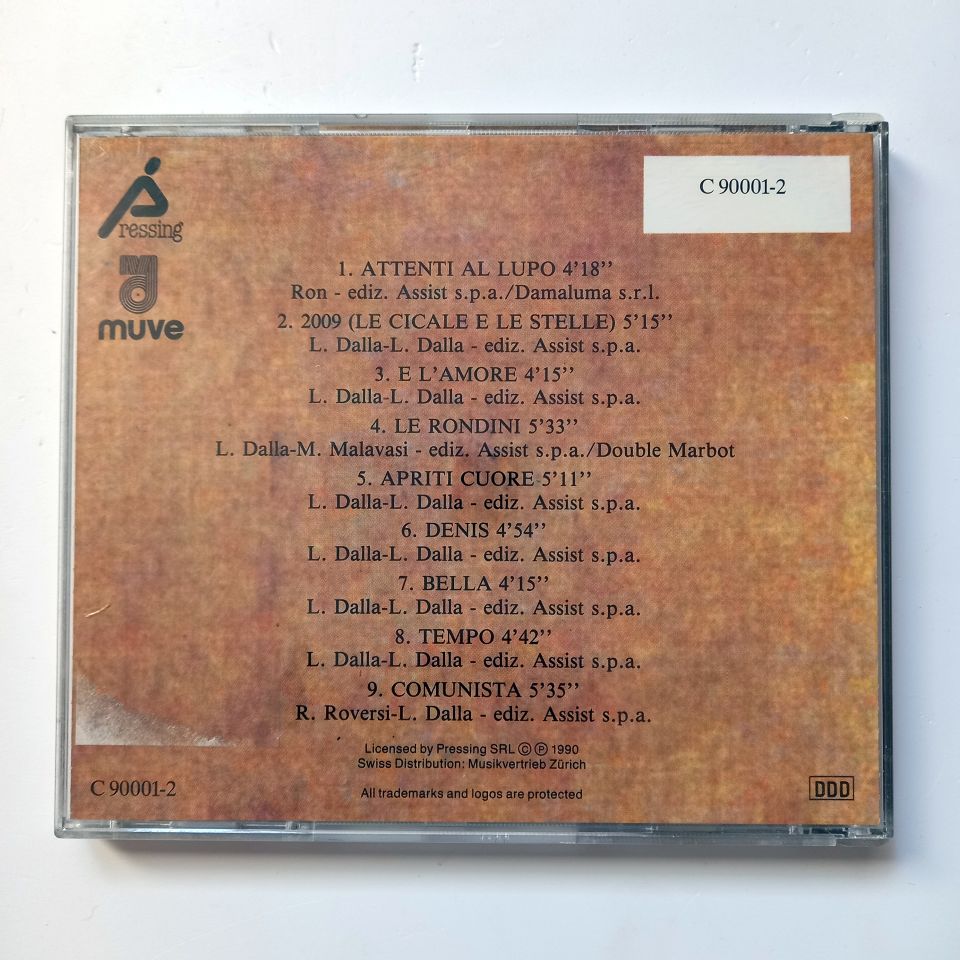 C 90001-2
Pressing
muve
1. ATTENTI AL LUPO 4'18''
Ron - ediz. Assist s.p.a./Damaluma s.r.l.
2. 2009 (LE CICALE E LE STELLE) 5'15''
L. Dalla-L. Dalla - ediz. Assist s.p.a.
3. E L'AMORE 4'15''
L. Dalla-L. Dalla - ediz. Assist s.p.a.
4. LE RONDINI 5'33''
L. Dalla-M. Malavasi - ediz. Assist s.p.a./Double Marbot
5. APRITI CUORE 5'11''
L. Dalla-L. Dalla - ediz. Assist s.p.a.
6. DENIS 4'54''
L. Dalla-L. Dalla - ediz. Assist s.p.a.
7. BELLA 4'15''
L. Dalla-L. Dalla - ediz. Assist s.p.a.
8. TEMPO 4'42''
L. Dalla-L. Dalla - ediz. Assist s.p.a.
9. COMUNISTA 5'35''
R. Roversi-L. Dalla - ediz. Assist s.p.a.
Licensed by Pressing SRL © ℗ 1990
Swiss Distribution: Musikvertrieb Zürich
All trademarks and logos are protected
C 90001-2
DDD